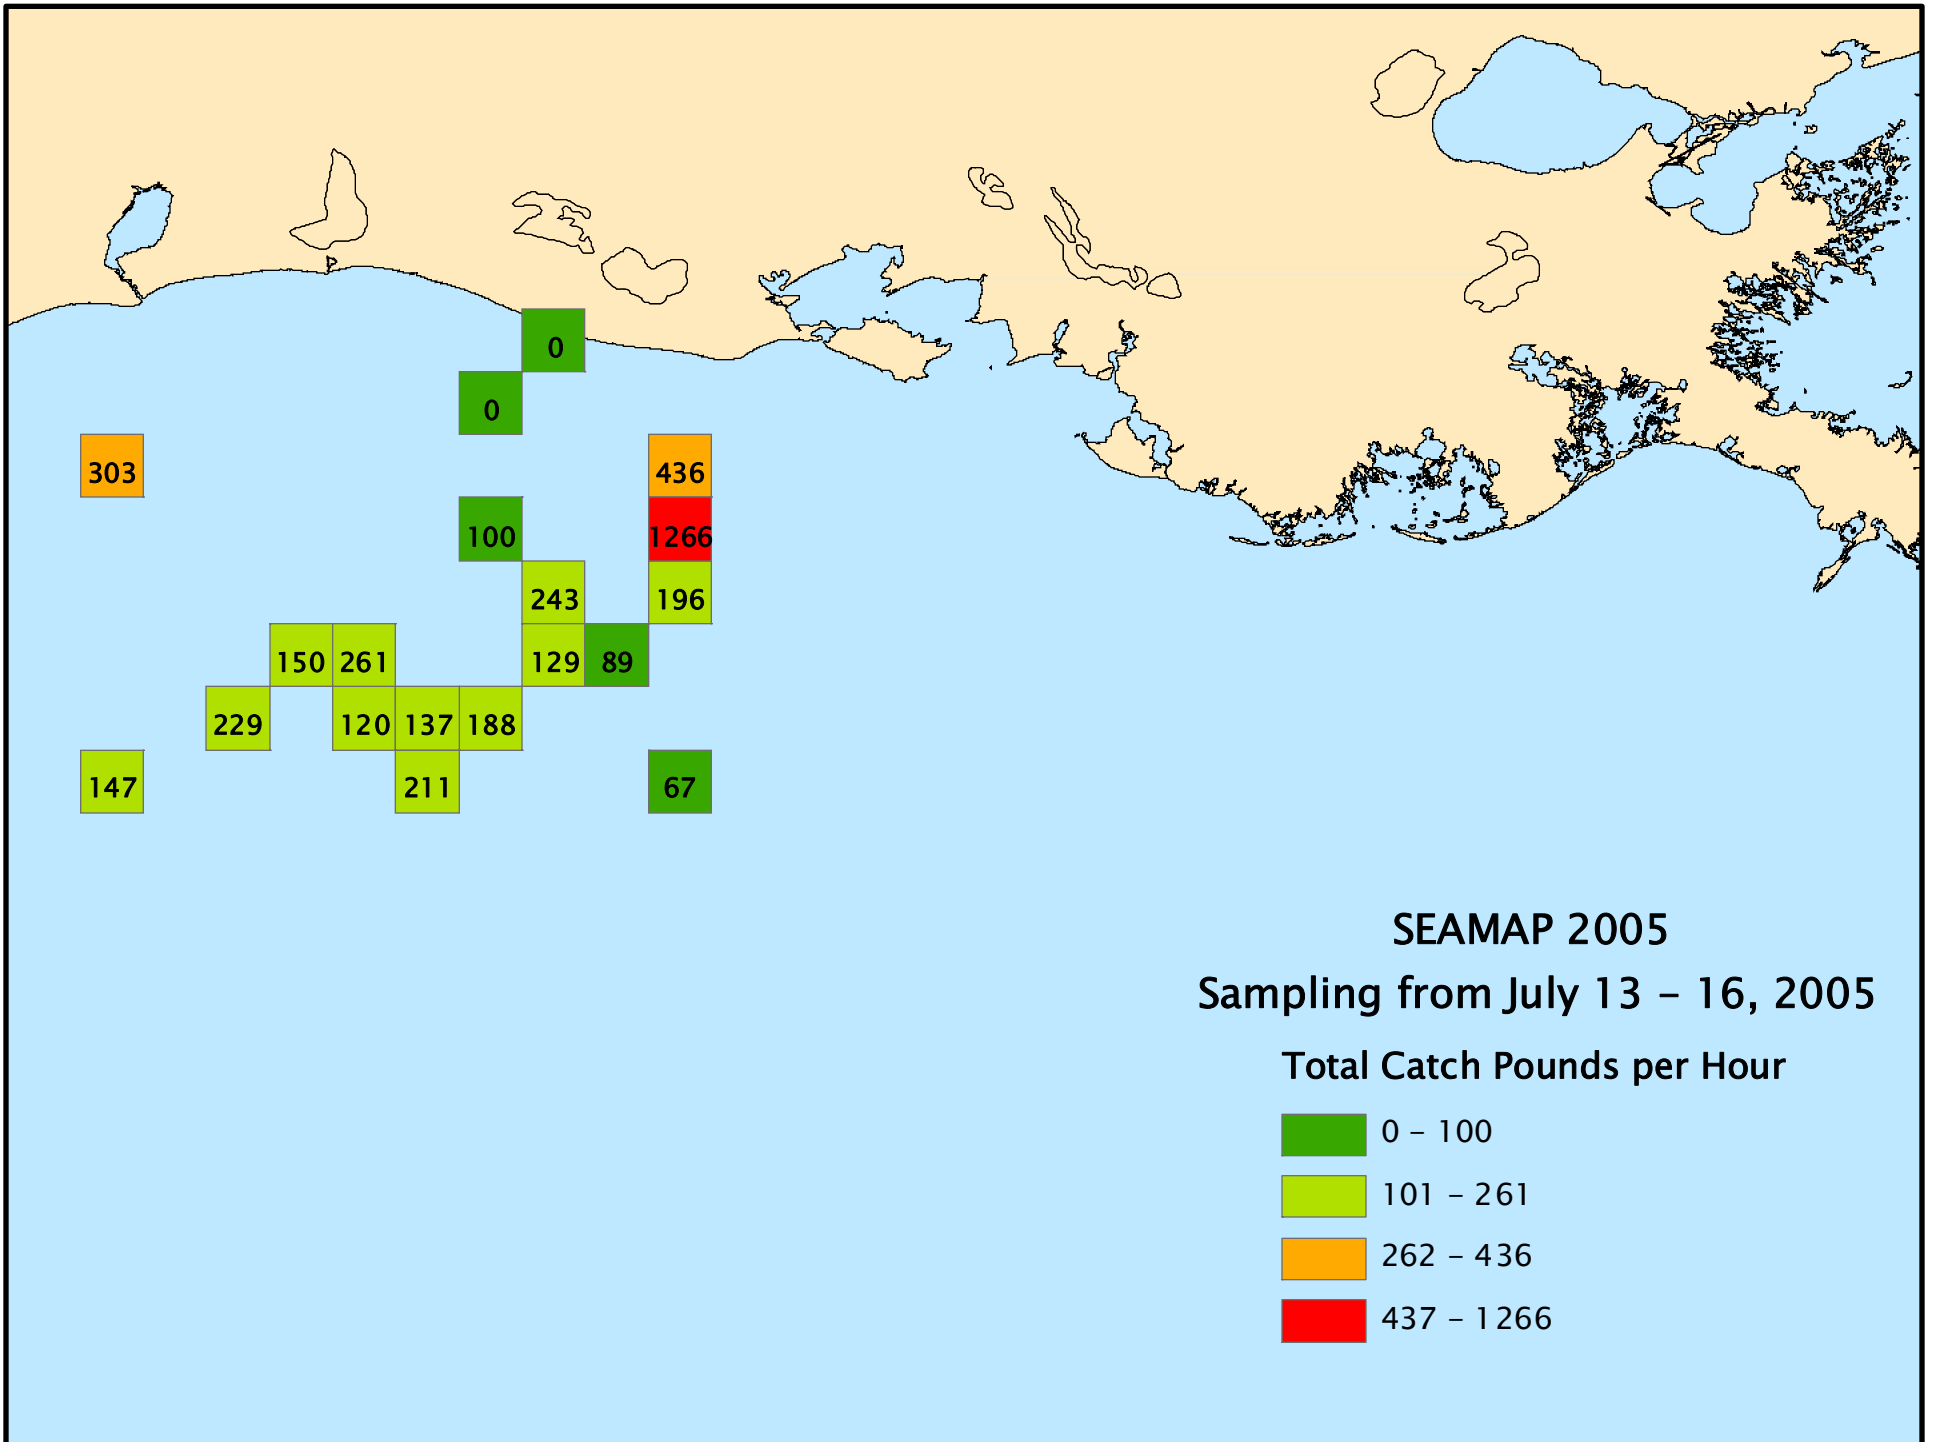 0
0
303
436
100
1266
243
196
150
261
129
89
229
120
137
188
147
211
67
SEAMAP 2005
Sampling from July 13 – 16, 2005
Total Catch Pounds per Hour
0 – 100
101 – 261
262 – 436
437 – 1266